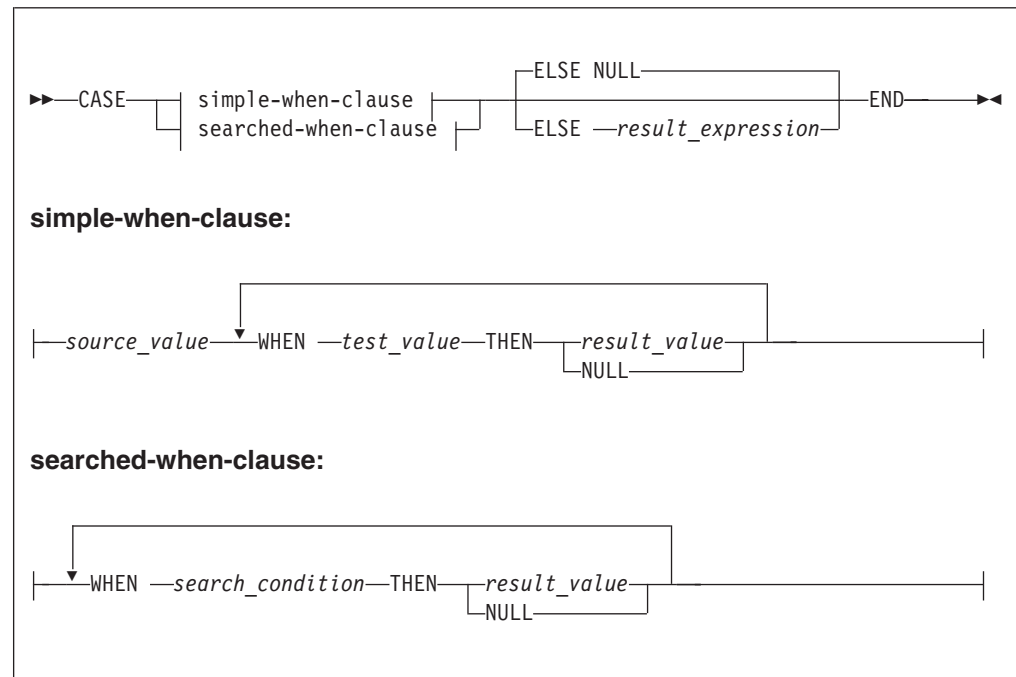 ELSE NULL
CASE simple-when-clause END
searched-when-clause ELSE result_expression
simple-when-clause:
source_value WHEN test_value THEN result_value
NULL
searched-when-clause:
WHEN search_condition THEN result_value
NULL